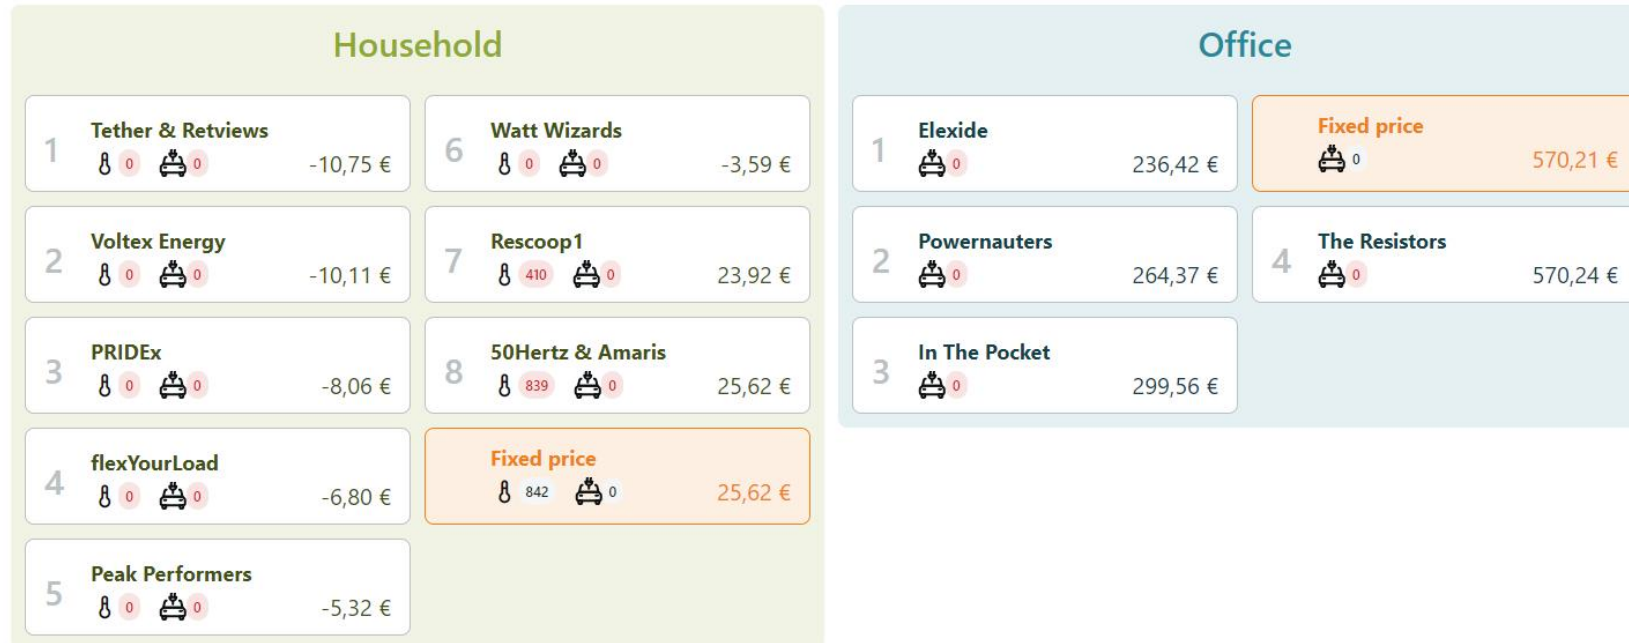 Household
1
Tether & Retviews
0 0 -10,75 €
2
Voltex Energy
0 0 -10,11 €
3
PRIDEx
0 0 -8,06 €
4
flexYourLoad
0 0 -6,80 €
5
Peak Performers
0 0 -5,32 €
6
Watt Wizards
0 0 -3,59 €
7
Rescoop1
410 0 23,92 €
8
50Hertz & Amaris
839 0 25,62 €
Fixed price
842 0 25,62 €
Office
1
Elexide
0 236,42 €
2
Powernauters
0 264,37 €
3
In The Pocket
0 299,56 €
Fixed price
0 570,21 €
4
The Resistors
0 570,24 €